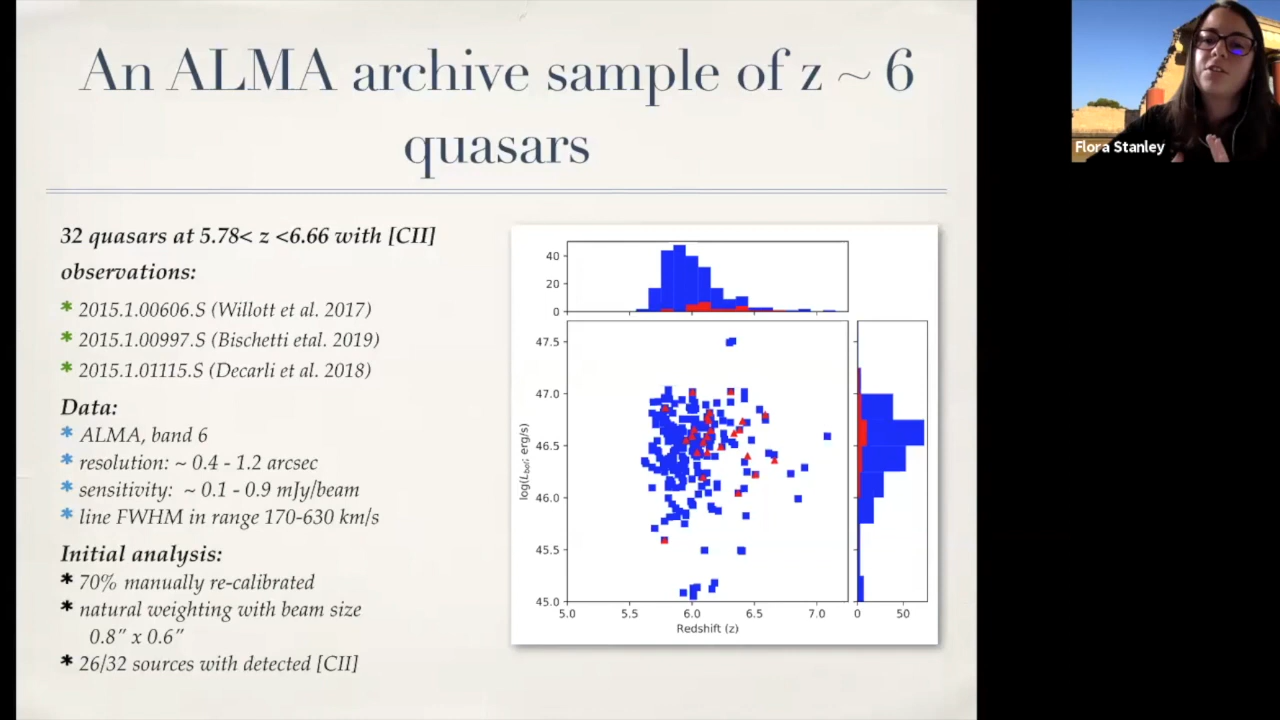 An ALMA archive sample of z ~ 6
quasars
32 quasars at 5.78< z <6.66 with [CII]
observations:
* 2015.1.00606.S (Willott et al. 2017)
* 2015.1.00997.S (Bischetti etal. 2019)
* 2015.1.01115.S (Decarli et al. 2018)
Data:
* ALMA, band 6
* resolution: ~ 0.4 - 1.2 arcsec
* sensitivity: ~ 0.1 - 0.9 mJy/beam
* line FWHM in range 170-630 km/s
Initial analysis:
* 70% manually re-calibrated
* natural weighting with beam size
0.8” x 0.6”
* 26/32 sources with detected [CII]
40
20
0
47.5
47.0
46.5
46.0
45.5
45.0
log(L_bol, erg/s)
5.0 5.5 6.0 6.5 7.0
0 50
Redshift (z)
Flora Stanley